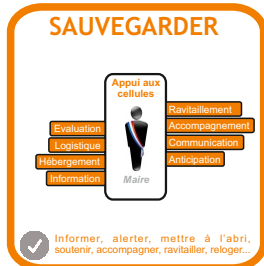 SAUVEGARDER
Appui aux
cellules
Evaluation
Logistique
Hébergement
Information
Ravitaillement
Accompagnement
Communication
Anticipation
Maire
Informer, alerter, mettre à l'abri,
soutenir, accompagner, ravitailler, reloger...